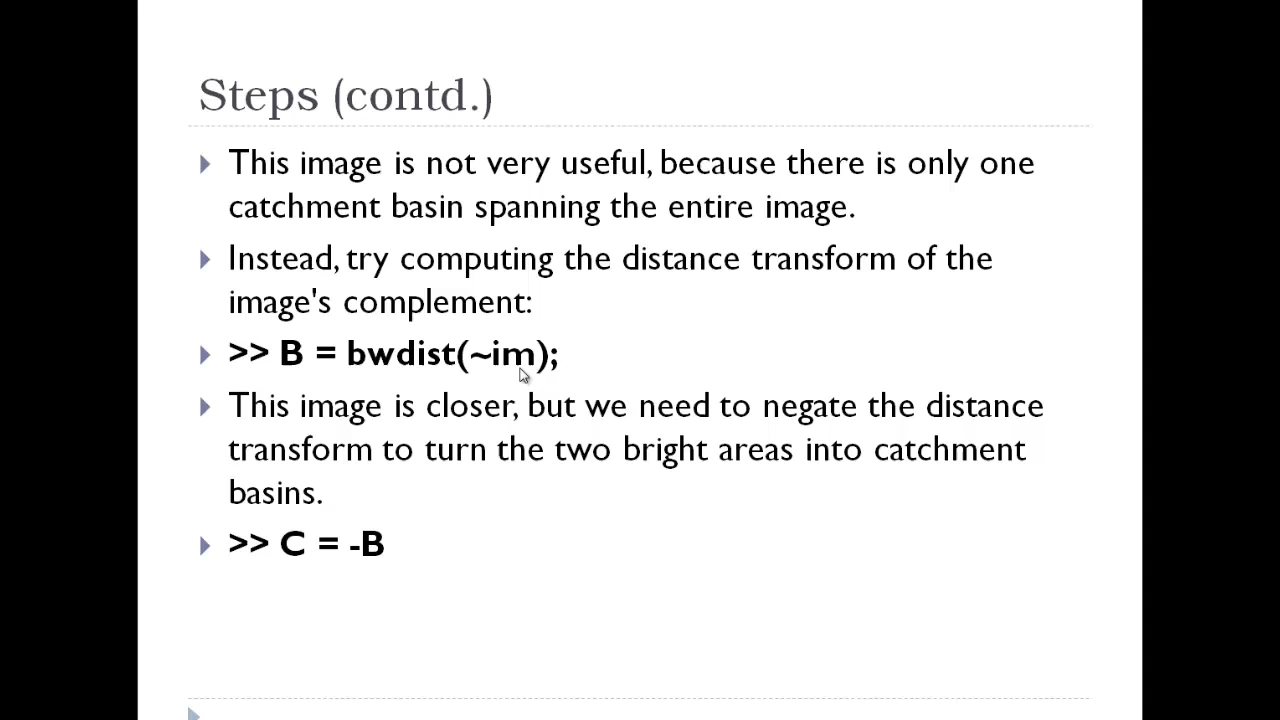 Steps (contd.)
This image is not very useful, because there is only one
catchment basin spanning the entire image.
Instead, try computing the distance transform of the
image's complement:
>> B = bwdist(~im);
This image is closer, but we need to negate the distance
transform to turn the two bright areas into catchment
basins.
>> C = -B